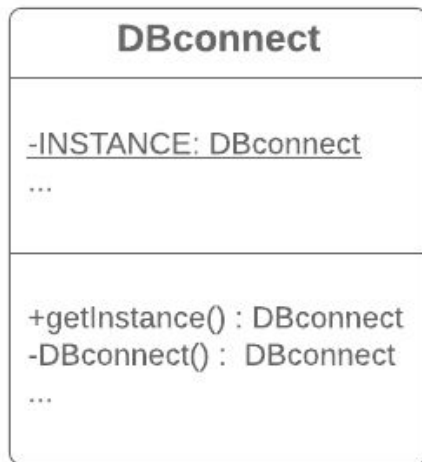 DBconnect
-INSTANCE: DBconnect
...
+getInstance() : DBconnect
-DBconnect() :  DBconnect
...